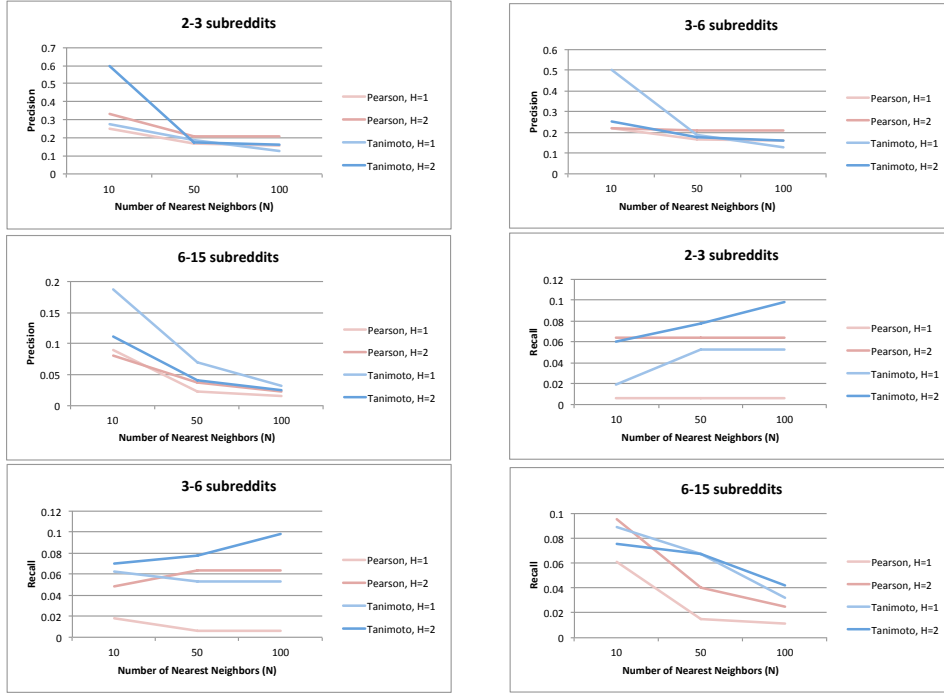 2-3 subreddits
0.7
0.6
0.5
0.4
0.3
0.2
0.1
0
Precision
10 50 100
Number of Nearest Neighbors (N)
Pearson, H=1
Pearson, H=2
Tanimoto, H=1
Tanimoto, H=2
3-6 subreddits
0.6
0.5
0.4
0.3
0.2
0.1
0
Precision
10 50 100
Number of Nearest Neighbors (N)
Pearson, H=1
Pearson, H=2
Tanimoto, H=1
Tanimoto, H=2
6-15 subreddits
0.2
0.15
0.1
0.05
0
Precision
10 50 100
Number of Nearest Neighbors (N)
Pearson, H=1
Pearson, H=2
Tanimoto, H=1
Tanimoto, H=2
2-3 subreddits
0.12
0.1
0.08
0.06
0.04
0.02
0
Recall
10 50 100
Number of Nearest Neighbors (N)
Pearson, H=1
Pearson, H=2
Tanimoto, H=1
Tanimoto, H=2
3-6 subreddits
0.12
0.1
0.08
0.06
0.04
0.02
0
Recall
10 50 100
Number of Nearest Neighbors (N)
Pearson, H=1
Pearson, H=2
Tanimoto, H=1
Tanimoto, H=2
6-15 subreddits
0.1
0.08
0.06
0.04
0.02
0
Recall
10 50 100
Number of Nearest Neighbors (N)
Pearson, H=1
Pearson, H=2
Tanimoto, H=1
Tanimoto, H=2